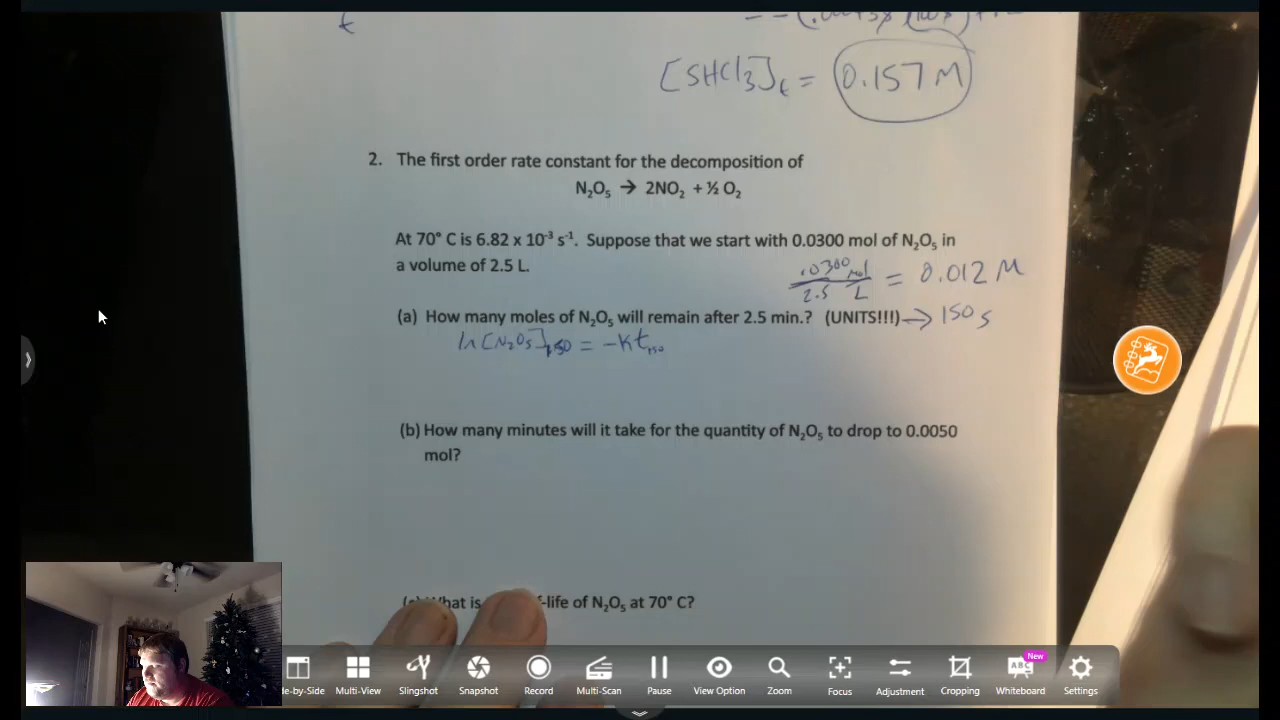 t
[SHCl3]t = 0.157 M
2. The first order rate constant for the decomposition of
N₂O₅ → 2NO₂ + ½ O₂
At 70° C is 6.82 x 10⁻³ s⁻¹. Suppose that we start with 0.0300 mol of N₂O₅ in
a volume of 2.5 L.
.0300 mol / 2.5 L = 0.012 M
(a) How many moles of N₂O₅ will remain after 2.5 min.? (UNITS!!!) → 150 s
ln [N2O5]150 = -kt150
(b) How many minutes will it take for the quantity of N₂O₅ to drop to 0.0050
mol?
What is -life of N₂O₅ at 70° C?
de-by-Side Multi-View Slingshot Snapshot Record Multi-Scan Pause View Option Zoom Focus Adjustment Cropping Whiteboard Settings
New
ABC